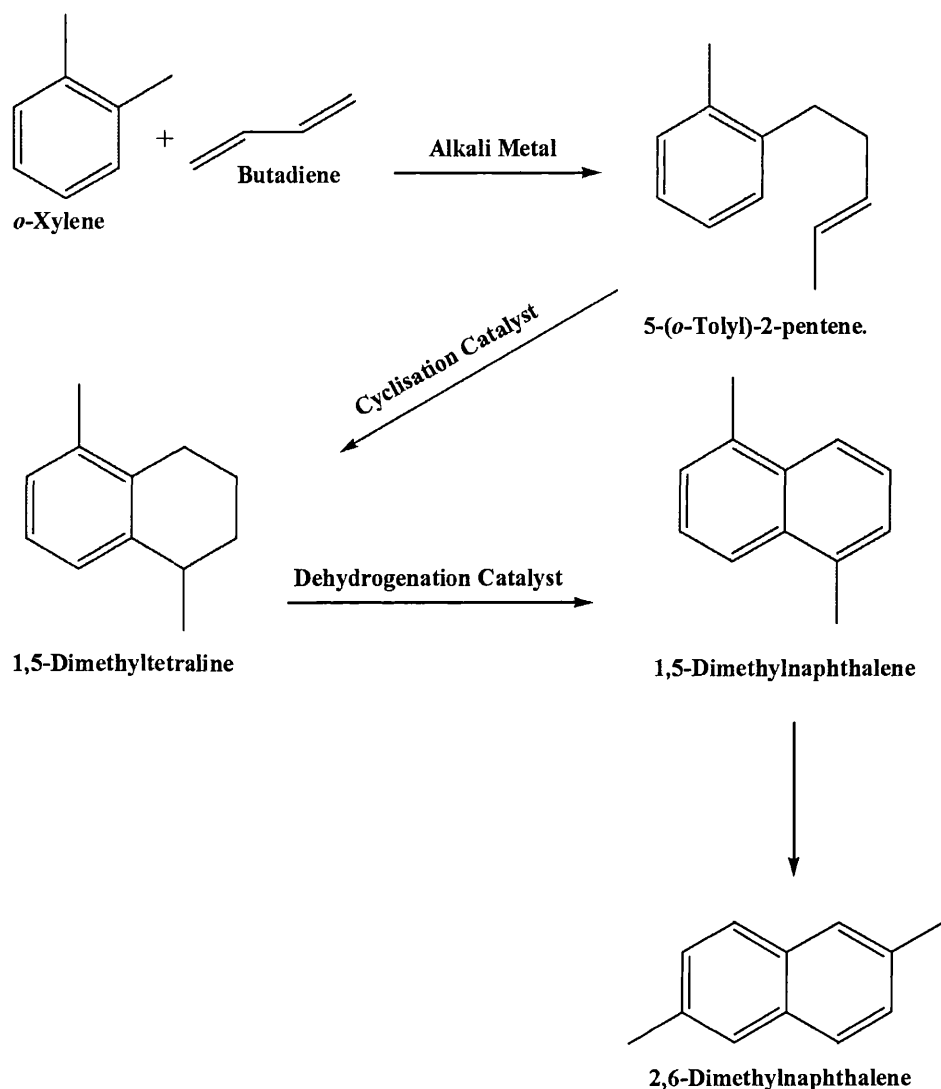 +
Alkali Metal
Butadiene
o-Xylene
5-(o-Tolyl)-2-pentene.
Cyclisation Catalyst
Dehydrogenation Catalyst
1,5-Dimethyltetraline
1,5-Dimethylnaphthalene
2,6-Dimethylnaphthalene